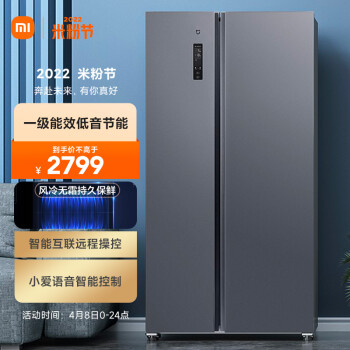 mi
2022
米粉节
2022 米粉节
奔赴未来,有你真好
一级能效低音节能
到手价不高于
¥2799
风冷无霜持久保鲜
智能互联远程操控
小爱语音智能控制
活动时间:4月8日0-24点